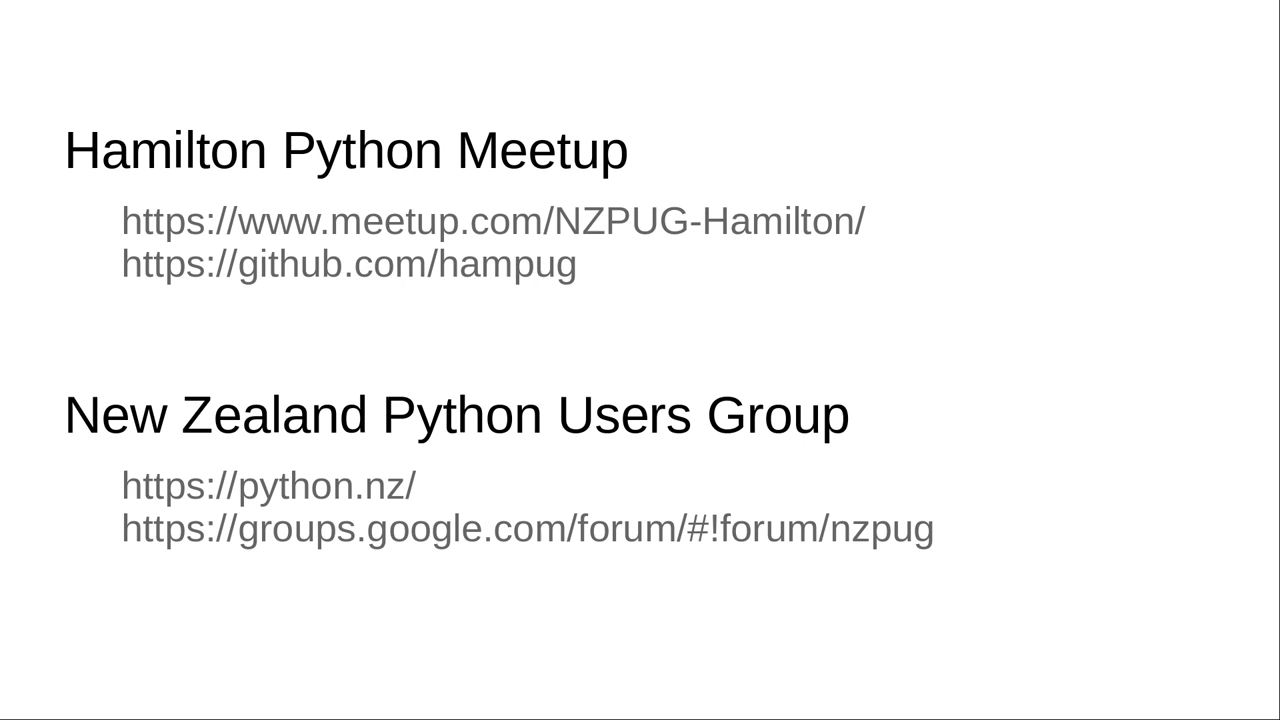 Hamilton Python Meetup
https://www.meetup.com/NZPUG-Hamilton/
https://github.com/hampug
New Zealand Python Users Group
https://python.nz/
https://groups.google.com/forum/#!forum/nzpug